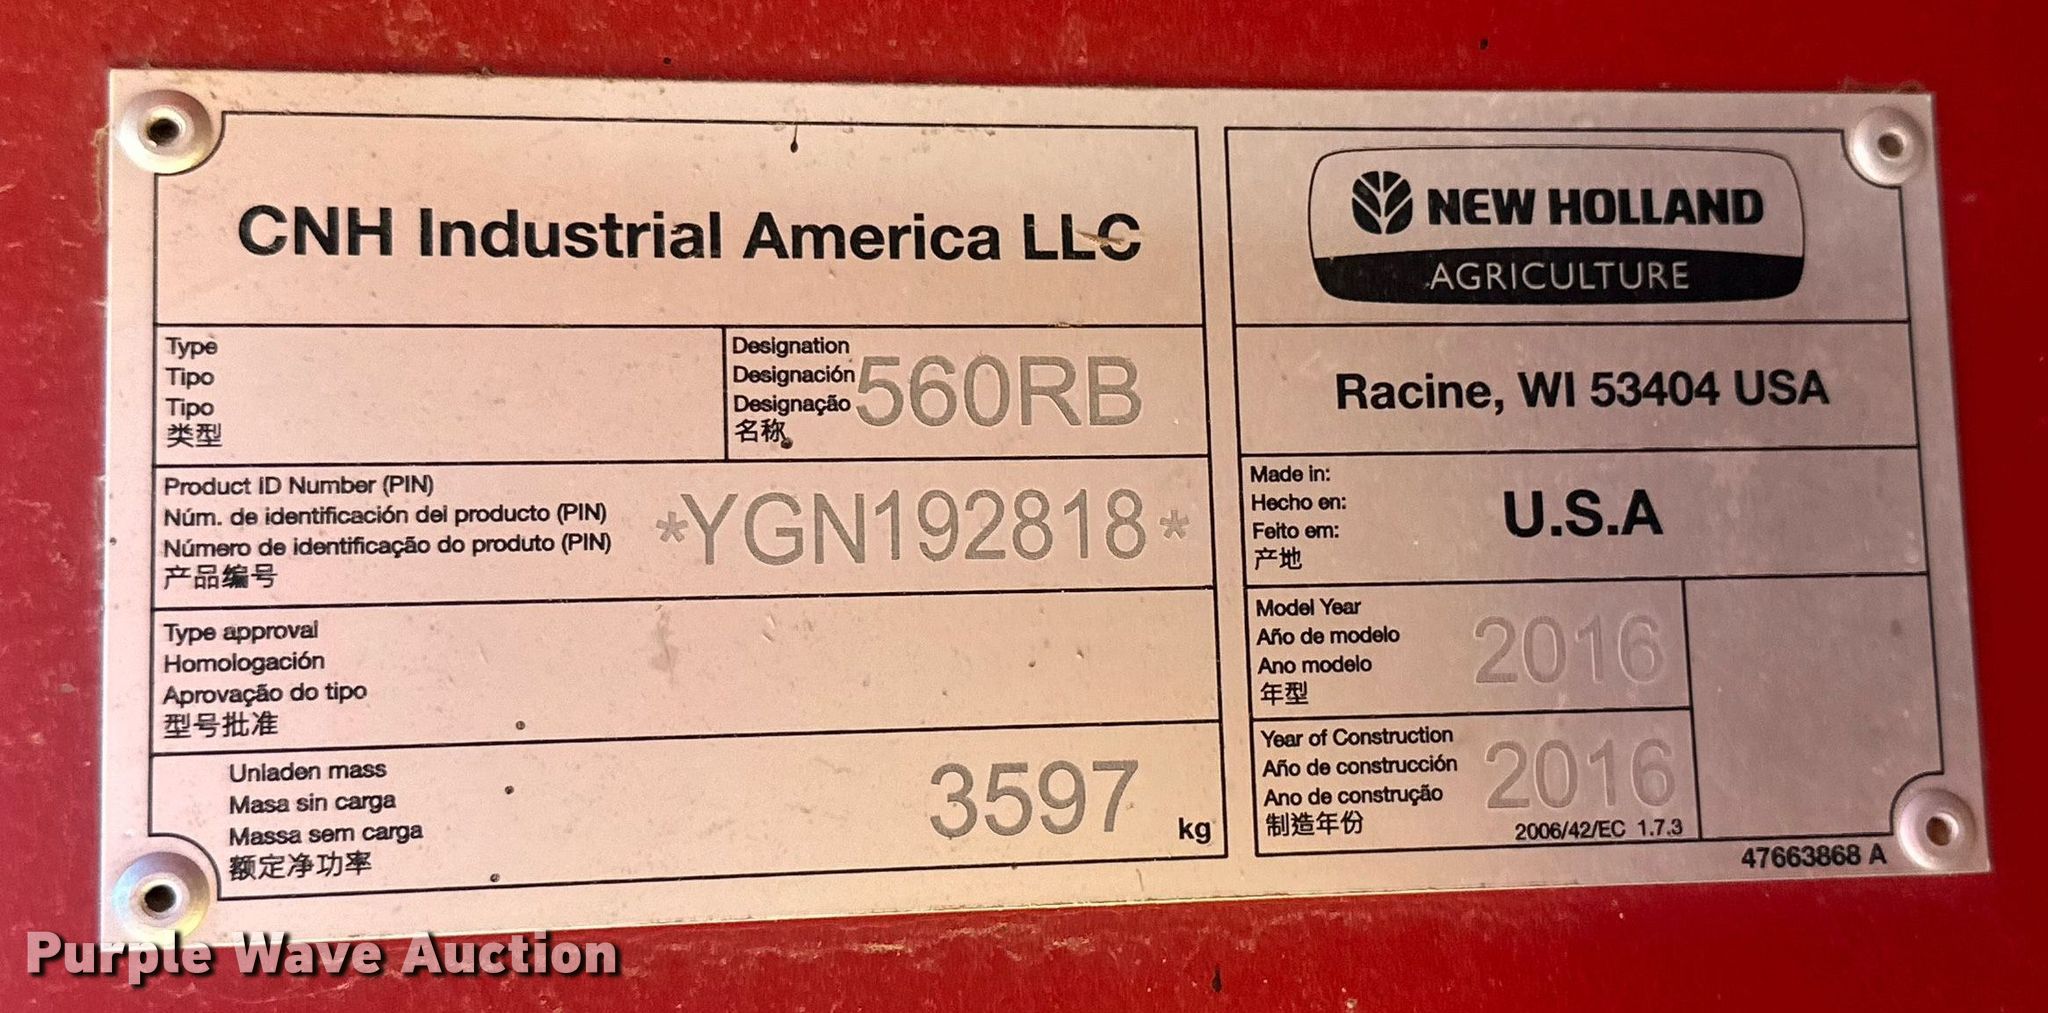 CNH Industrial America LLC
Type
Tipo
Tipo
类型
Designation
Designación
Designação
名称
560RB
Product ID Number (PIN)
Núm. de identificación del producto (PIN)
Número de identificação do produto (PIN)
产品编号
*YGN192818*
Type approval
Homologación
Aprovação do tipo
型号批准
Unladen mass
Masa sin carga
Massa sem carga
额定净功率
3597 kg
NEW HOLLAND
AGRICULTURE
Racine, WI 53404 USA
Made in:
Hecho en:
Feito em:
产地
U.S.A
Model Year
Año de modelo
Ano modelo
年型
2016
Year of Construction
Año de construcción
Ano de construção
制造年份
2016
2006/42/EC 1.7.3
47663868 A
Purple Wave Auction